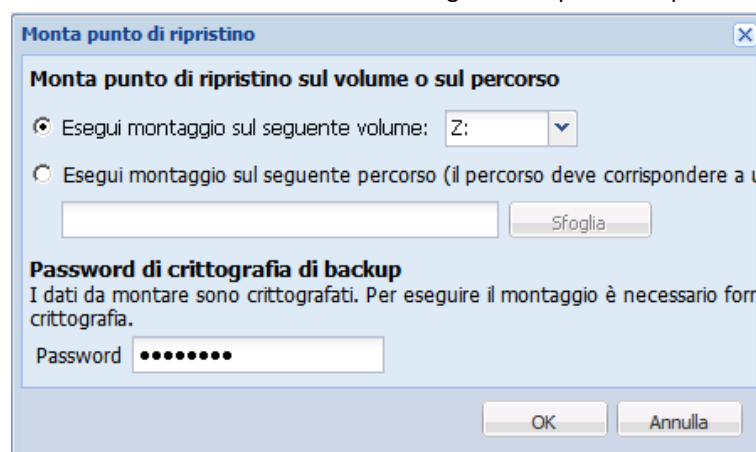 Monta punto di ripristino
Monta punto di ripristino sul volume o sul percorso
Esegui montaggio sul seguente volume: Z:
Esegui montaggio sul seguente percorso (il percorso deve corrispondere a
Sfoglia
Password di crittografia di backup
I dati da montare sono crittografati. Per eseguire il montaggio è necessario
crittografia.
Password ••••••••
OK Annulla